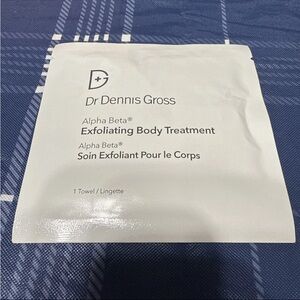 Dr Dennis Gross
Alpha Beta®
Exfoliating Body Treatment
Alpha Beta®
Soin Exfoliant Pour le Corps
1 Towel / Lingette